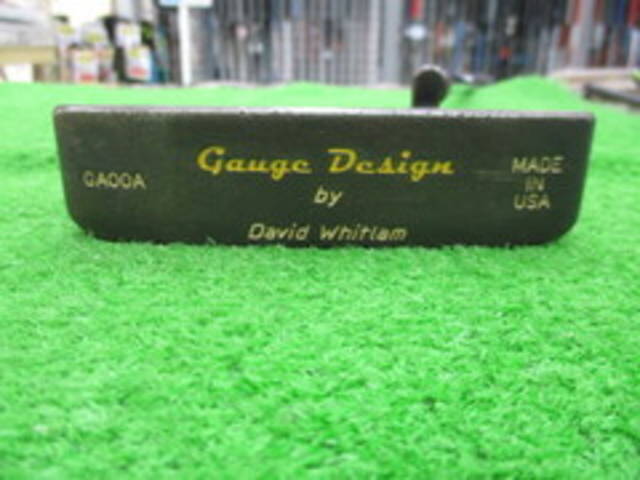 GA00A
Gauge Design
by
David Whitlam
MADE
IN
USA